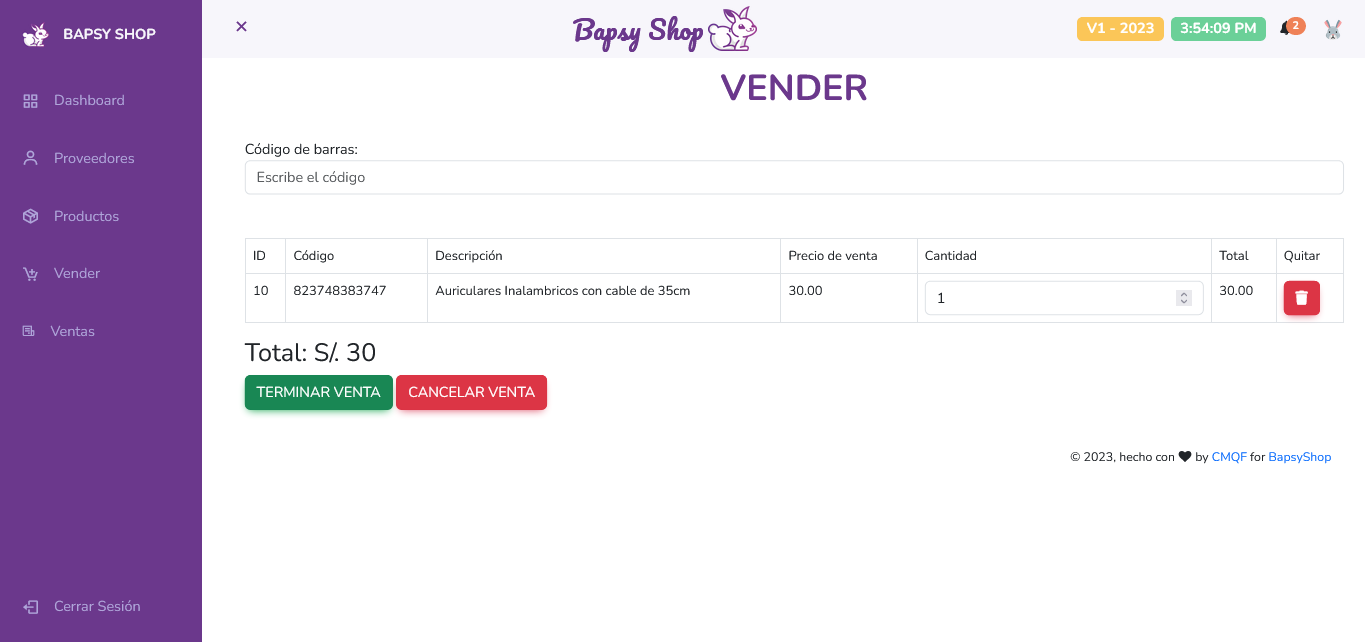 BAPSY SHOP
Dashboard
Proveedores
Productos
Vender
Ventas
Cerrar Sesión
Bapsy Shop
V1 - 2023
3:54:09 PM
2
VENDER
Código de barras:
Escribe el código
ID Código Descripción Precio de venta Cantidad Total Quitar
10 823748383747 Auriculares Inalambricos con cable de 35cm 30.00 1 30.00
Total: S/. 30
TERMINAR VENTA CANCELAR VENTA
© 2023, hecho con by CMQF for BapsyShop